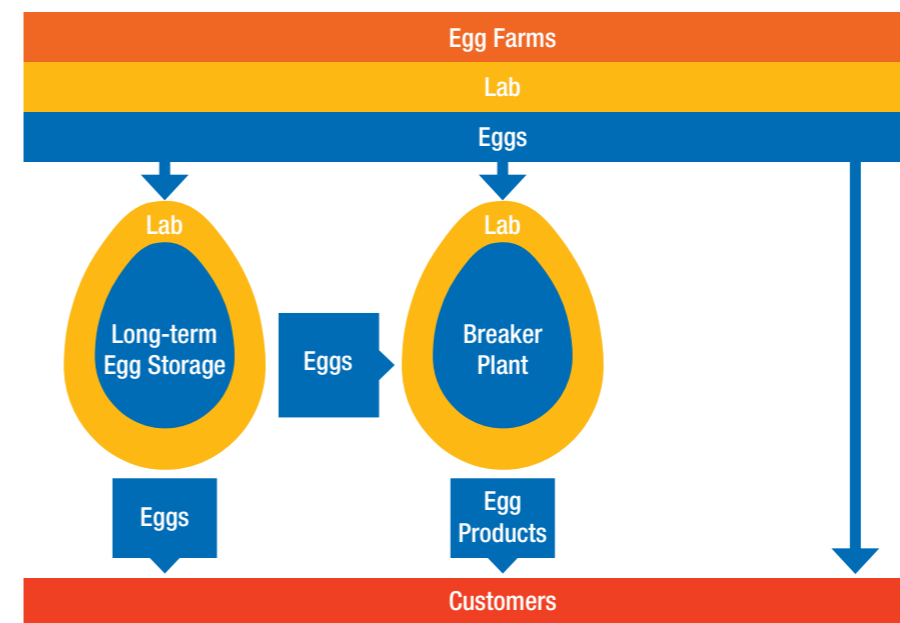 Egg Farms
Lab
Eggs
Lab
Long-term
Egg Storage
Eggs
Lab
Breaker
Plant
Eggs
Egg
Products
Customers